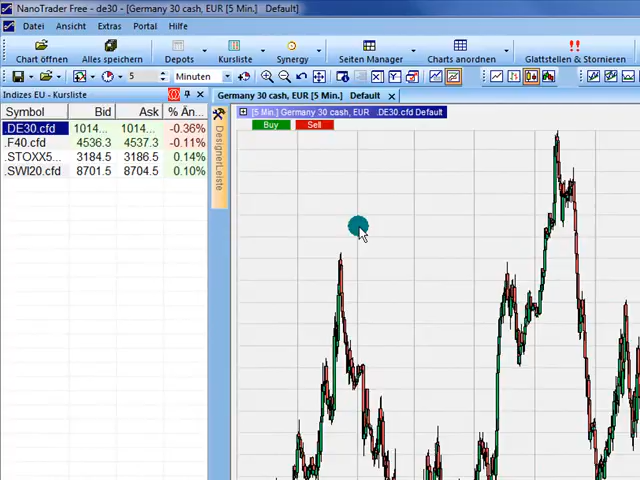 NanoTrader Free - de30 - [Germany 30 cash, EUR [5 Min.] Default]
Datei Ansicht Extras Portal Hilfe
Chart öffnen Alles speichern Depots Kursliste Synergy Seiten Manager Charts anordnen Glattstellen & Stornieren
5 Minuten
Indizes EU - Kursliste
Germany 30 cash, EUR [5 Min.] Default
Symbol Bid Ask % Än...
.DE30.cfd 1014... 1014... -0.36%
.F40.cfd 4536.3 4537.3 -0.11%
.STOXX5... 3184.5 3186.5 0.14%
.SWI20.cfd 8701.5 8704.5 0.10%
DesignerLeiste
[5 Min.] Germany 30 cash, EUR .DE30.cfd Default
Buy Sell